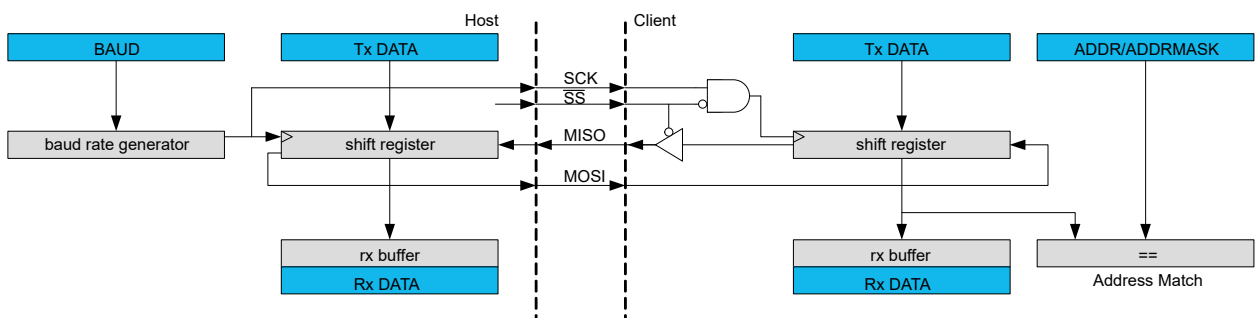 Host Client
BAUD Tx DATA Tx DATA ADDR/ADDRMASK
SCK
SS
baud rate generator shift register MISO shift register
MOSI
rx buffer rx buffer ==
Rx DATA Rx DATA Address Match